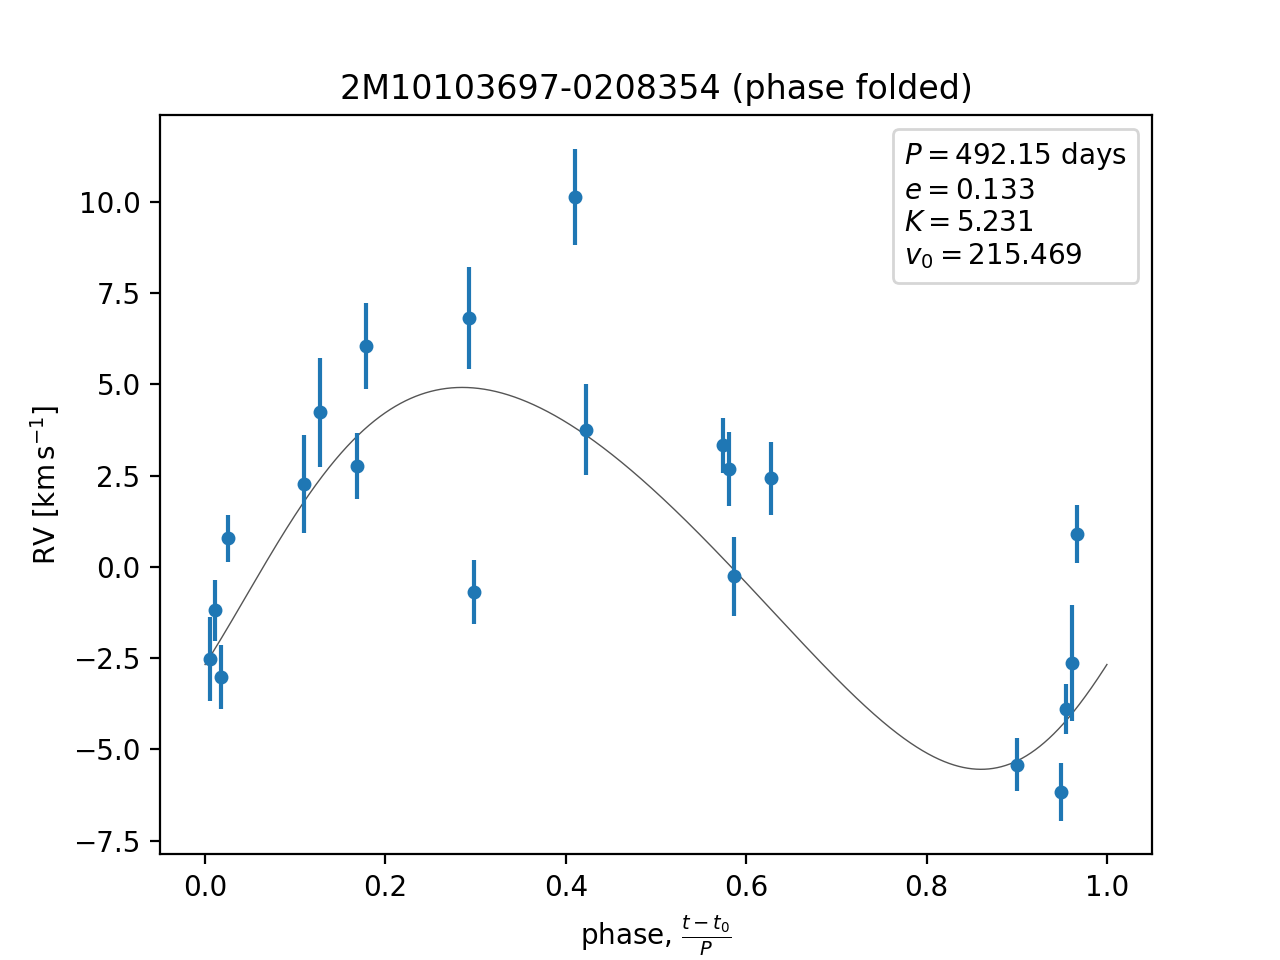 2M10103697-0208354 (phase folded)
P = 492.15 days
e = 0.133
K = 5.231
v₀ = 215.469
10.0
7.5
5.0
2.5
0.0
−2.5
−5.0
−7.5
RV [km s⁻¹]
0.0 0.2 0.4 0.6 0.8 1.0
phase, (t − t₀)/P